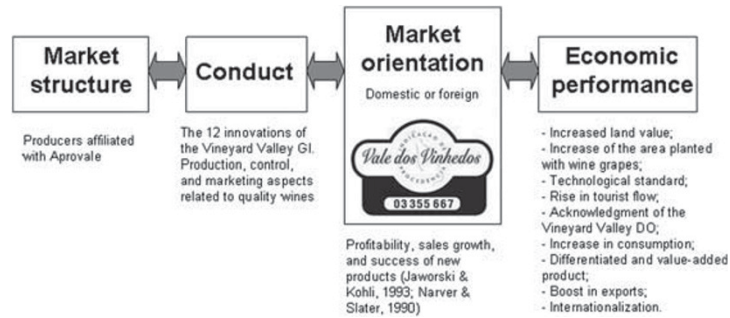 Market
structure
Conduct
Market
orientation
Domestic or foreign
Economic
performance
Producers affiliated
with Aprovale
The 12 innovations of
the Vineyard Valley GI.
Production, control,
and marketing aspects
related to quality wines
INDICAÇÃO DE
Vale dos Vinhedos
PROCEDÊNCIA
03 355 667
Profitability, sales growth,
and success of new
products (Jaworski &
Kohli, 1993; Narver &
Slater, 1990)
- Increased land value;
- Increase of the area planted
with wine grapes;
- Technological standard;
- Rise in tourist flow;
- Acknowledgment of the
Vineyard Valley DO;
- Increase in consumption;
- Differentiated and value-added
product;
- Boost in exports;
- Internationalization.